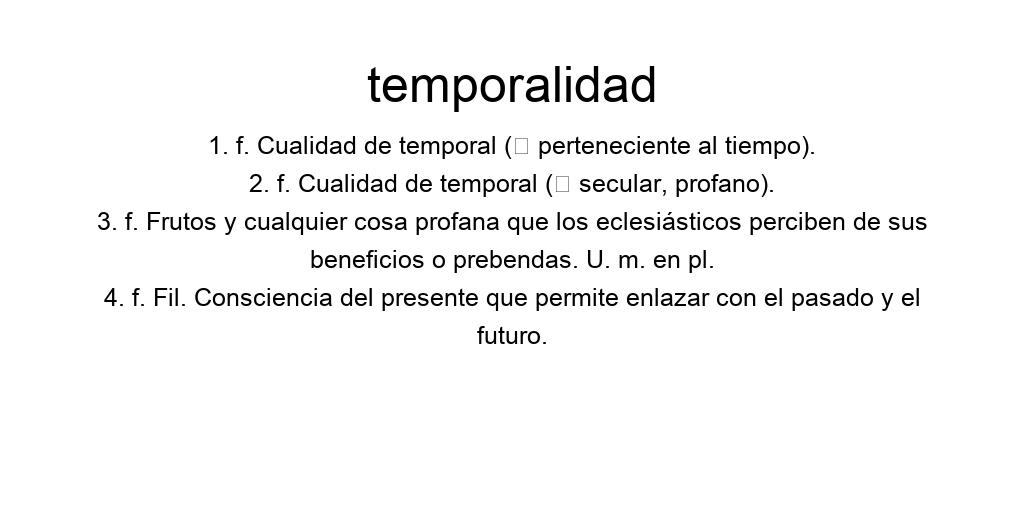 temporalidad
1. f. Cualidad de temporal (□ perteneciente al tiempo).
2. f. Cualidad de temporal (□ secular, profano).
3. f. Frutos y cualquier cosa profana que los eclesiásticos perciben de sus
beneficios o prebendas. U. m. en pl.
4. f. Fil. Consciencia del presente que permite enlazar con el pasado y el
futuro.